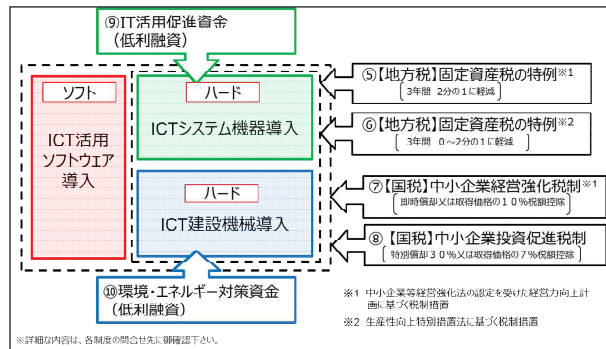 ⑨IT活用促進資金
(低利融資)
ソフト
ICT活用
ソフトウェア
導入
ハード
ICTシステム機器導入
ハード
ICT建設機械導入
⑩環境・エネルギー対策資金
(低利融資)
⑤【地方税】固定資産税の特例※1
3年間 2分の1に軽減
⑥【地方税】固定資産税の特例※2
3年間 0~2分の1に軽減
⑦【国税】中小企業経営強化税制※1
即時償却又は取得価格の10%税額控除
⑧【国税】中小企業投資促進税制
特別償却30%又は取得価格の7%税額控除
※1 中小企業等経営強化法の認定を受けた経営力向上計
画に基づく税制措置
※2 生産性向上特別措置法に基づく税制措置
※詳細な内容は、各制度の問合せ先に御確認下さい。